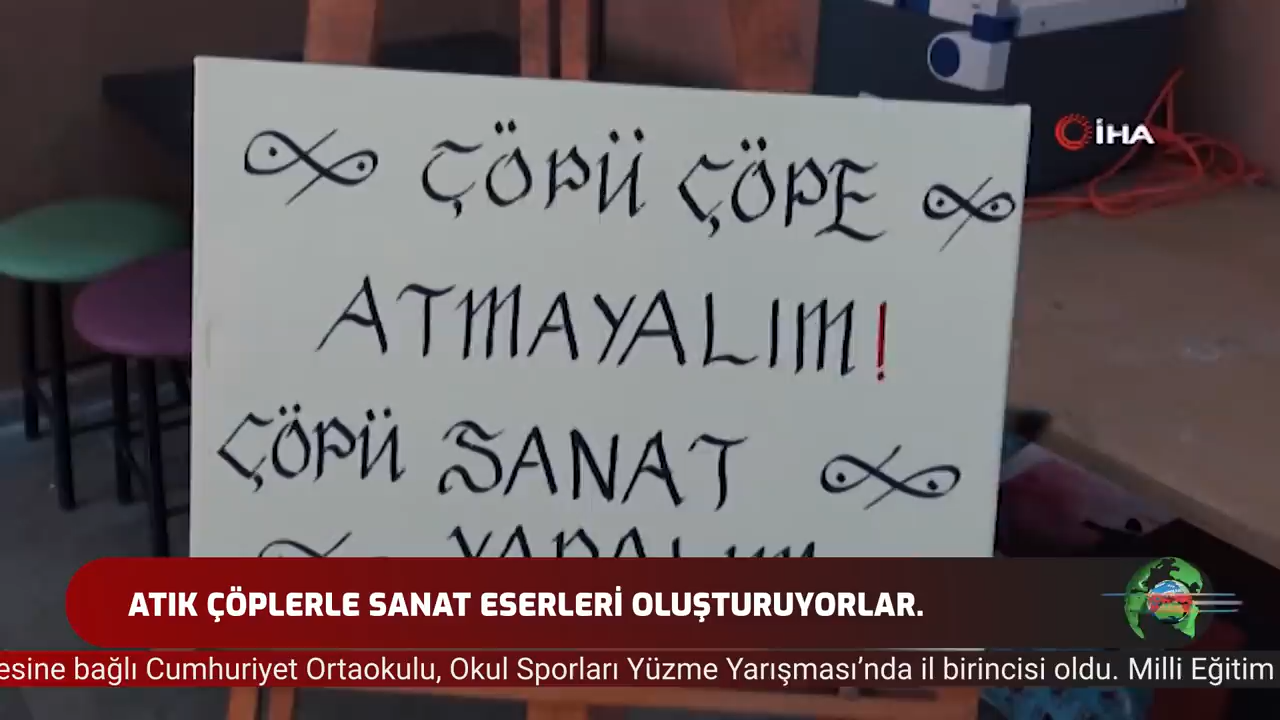 ÇÖPÜ ÇÖPE
ATMAYALIM!
ÇÖPÜ SANAT
YAPALIM
İHA
ATIK ÇÖPLERLE SANAT ESERLERİ OLUŞTURUYORLAR.
esine bağlı Cumhuriyet Ortaokulu, Okul Sporları Yüzme Yarışması’nda il birincisi oldu. Milli Eğitim